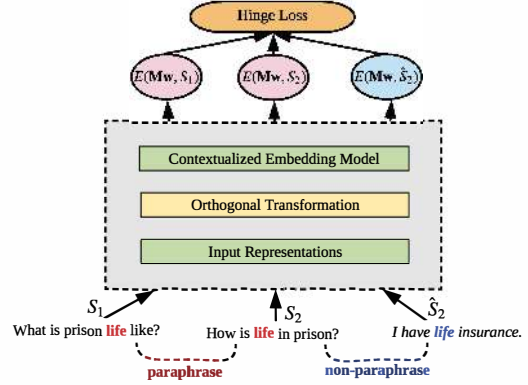 Hinge Loss
E(Mw, S₁) E(Mw, S₂) E(Mw, Ŝ₂)
Contextualized Embedding Model
Orthogonal Transformation
Input Representations
S₁ S₂ Ŝ₂
What is prison life like? How is life in prison? I have life insurance.
paraphrase non-paraphrase